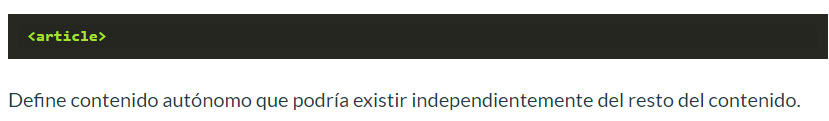 <article>
Define contenido autónomo que podría existir independientemente del resto del contenido.